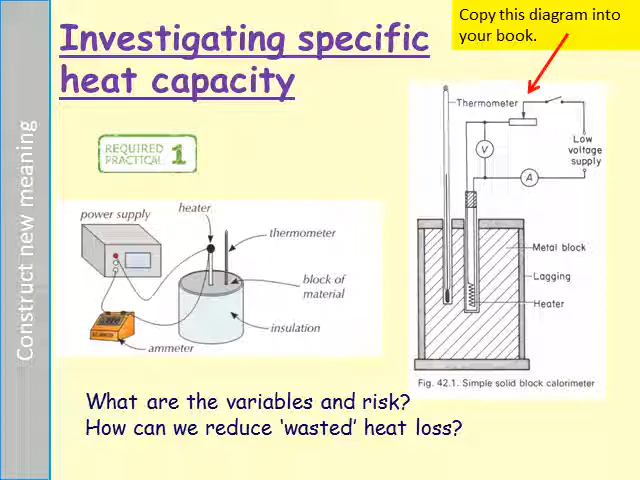 Construct new meaning
Investigating specific
heat capacity
Copy this diagram into
your book.
REQUIRED
PRACTICAL 1
power supply
heater
thermometer
block of
material
insulation
ammeter
Thermometer
V
A
Low
voltage
supply
Metal block
Lagging
Heater
Fig. 42.1. Simple solid block calorimeter
What are the variables and risk?
How can we reduce ‘wasted’ heat loss?